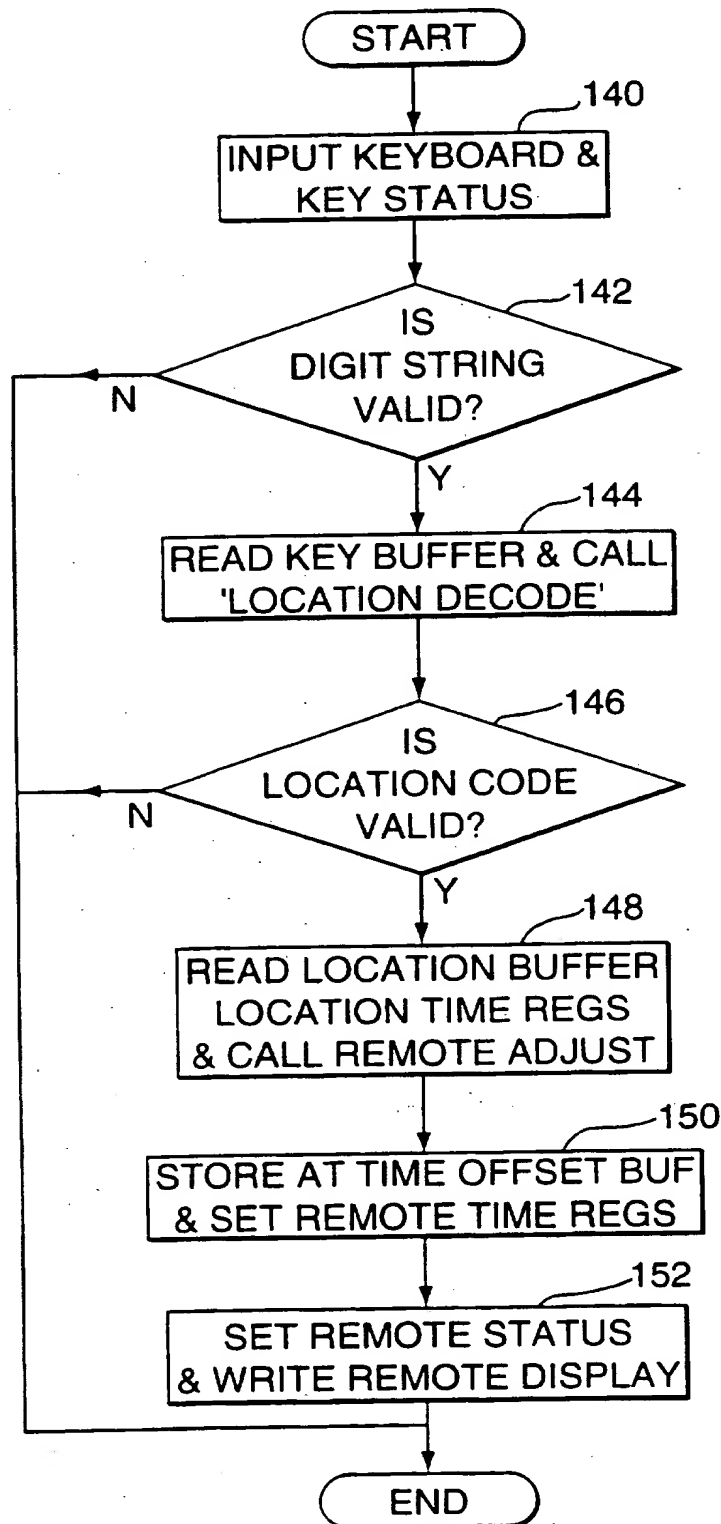 START
140
INPUT KEYBOARD &
KEY STATUS
142
IS
DIGIT STRING
VALID?
N
Y
144
READ KEY BUFFER & CALL
'LOCATION DECODE'
146
IS
LOCATION CODE
VALID?
N
Y
148
READ LOCATION BUFFER
LOCATION TIME REGS
& CALL REMOTE ADJUST
150
STORE AT TIME OFFSET BUF
& SET REMOTE TIME REGS
152
SET REMOTE STATUS
& WRITE REMOTE DISPLAY
END